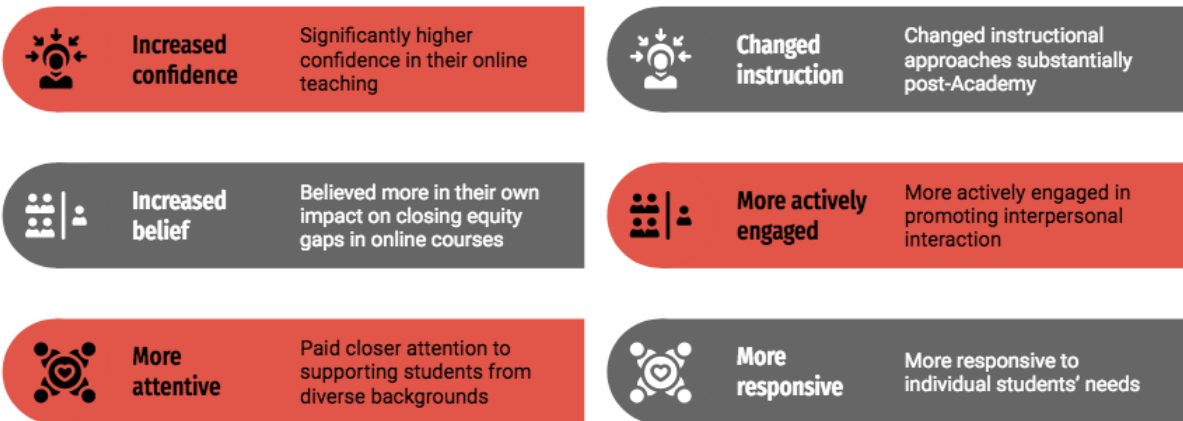 Increased
confidence
Significantly higher
confidence in their online
teaching
Changed
instruction
Changed instructional
approaches substantially
post-Academy
Increased
belief
Believed more in their own
impact on closing equity
gaps in online courses
More actively
engaged
More actively engaged in
promoting interpersonal
interaction
More
attentive
Paid closer attention to
supporting students from
diverse backgrounds
More
responsive
More responsive to
individual students’ needs